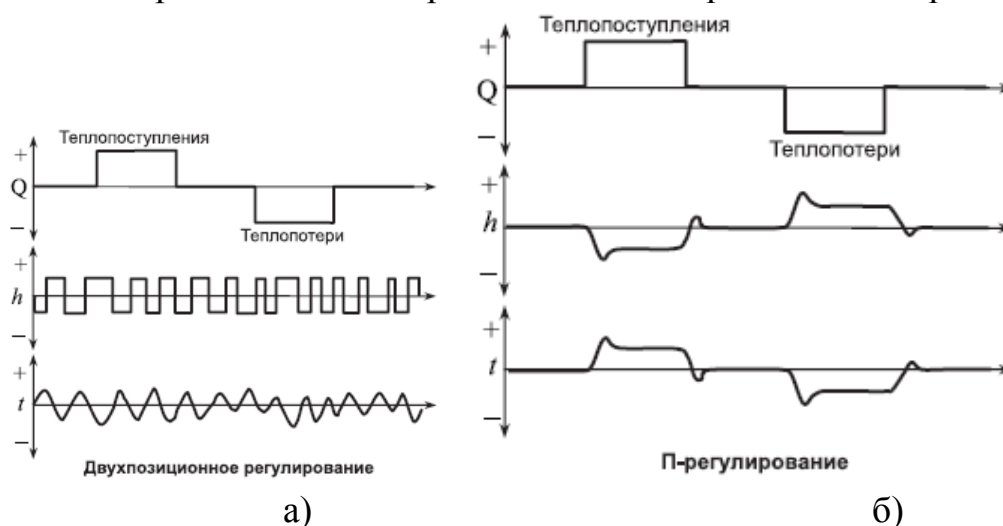 Теплопоступления
+
Q
−
Теплопотери
+
h
−
+
t
−
Двухпозиционное регулирование
а)
Теплопоступления
+
Q
−
Теплопотери
+
h
−
+
t
−
П-регулирование
б)